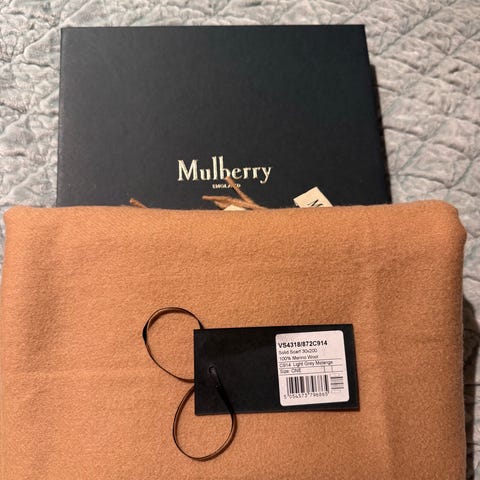 Mulberry
ENGLAND
M
VS4318/872C914
Solid Scarf 30x200
100% Merino Wool
C914 Light Grey Melange
Size: ONE